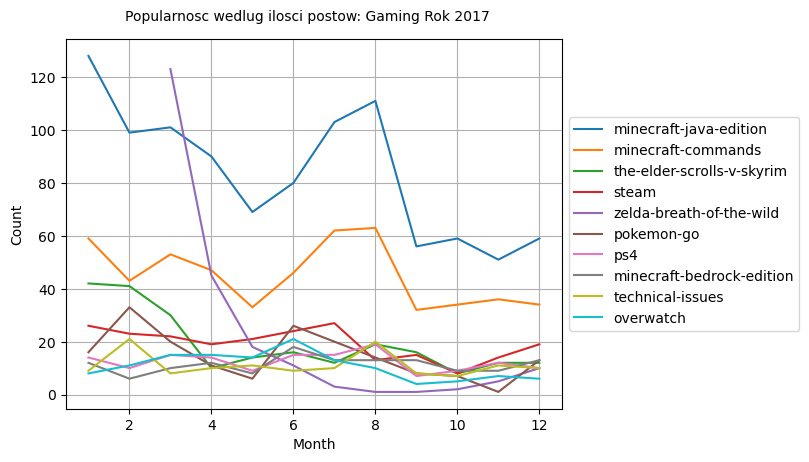 Popularnosc wedlug ilosci postow: Gaming Rok 2017
Count
120
100
80
60
40
20
0
2
4
6
8
10
12
Month
minecraft-java-edition
minecraft-commands
the-elder-scrolls-v-skyrim
steam
zelda-breath-of-the-wild
pokemon-go
ps4
minecraft-bedrock-edition
technical-issues
overwatch